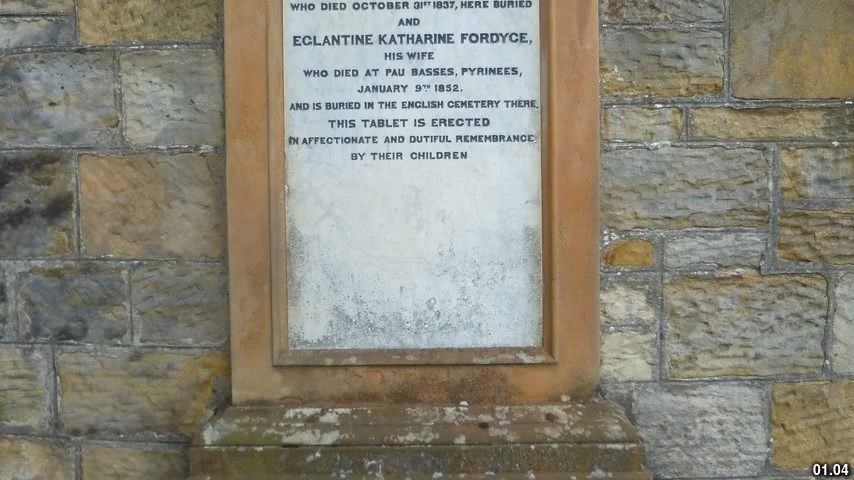 WHO DIED OCTOBER 31ST 1837, HERE BURIED
AND
EGLANTINE KATHARINE FORDYCE,
HIS WIFE
WHO DIED AT PAU BASSES, PYRINEES,
JANUARY 9TH 1852.
AND IS BURIED IN THE ENGLISH CEMETERY THERE.
THIS TABLET IS ERECTED
IN AFFECTIONATE AND DUTIFUL REMEMBRANCE
BY THEIR CHILDREN
01.04